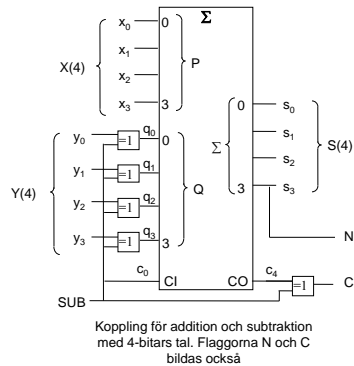 Σ
x0 0
x1
X(4) P
x2
x3 3
y0 =1 q0 0
y1 =1 q1
Y(4) Q
y2 =1 q2
y3 =1 q3 3
0 s0
s1
Σ S(4)
s2
3 s3
N
c0 CI CO c4 =1 C
SUB
Koppling för addition och subtraktion
med 4-bitars tal. Flaggorna N och C
bildas också